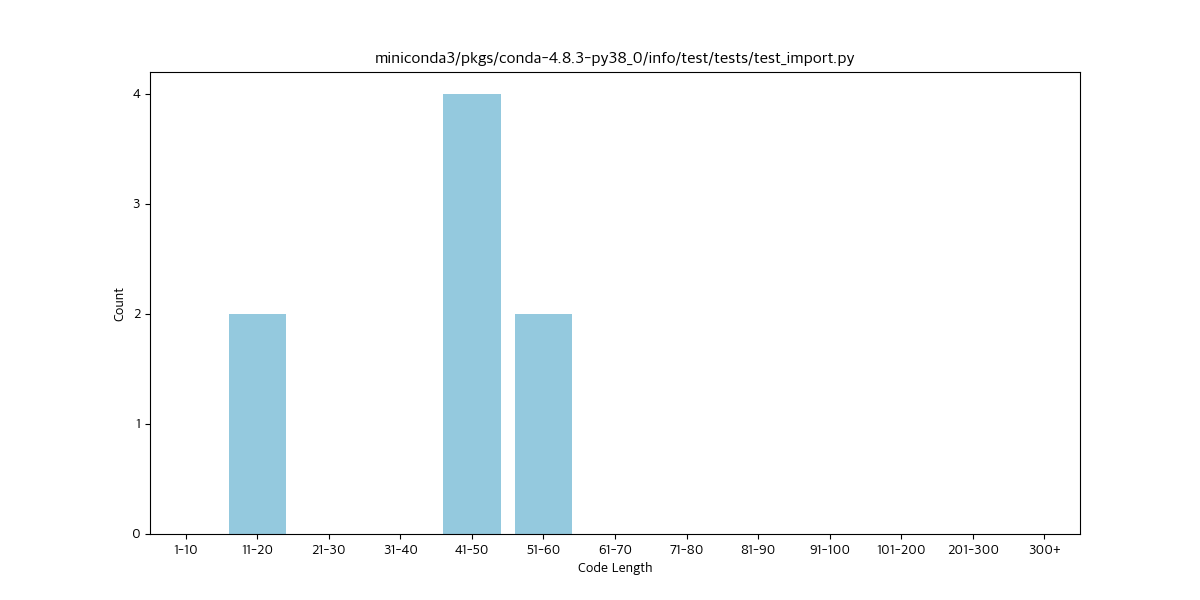 miniconda3/pkgs/conda-4.8.3-py38_0/info/test/tests/test_import.py
4
3
2
1
0
Count
1-10 11-20 21-30 31-40 41-50 51-60 61-70 71-80 81-90 91-100 101-200 201-300 300+
Code Length